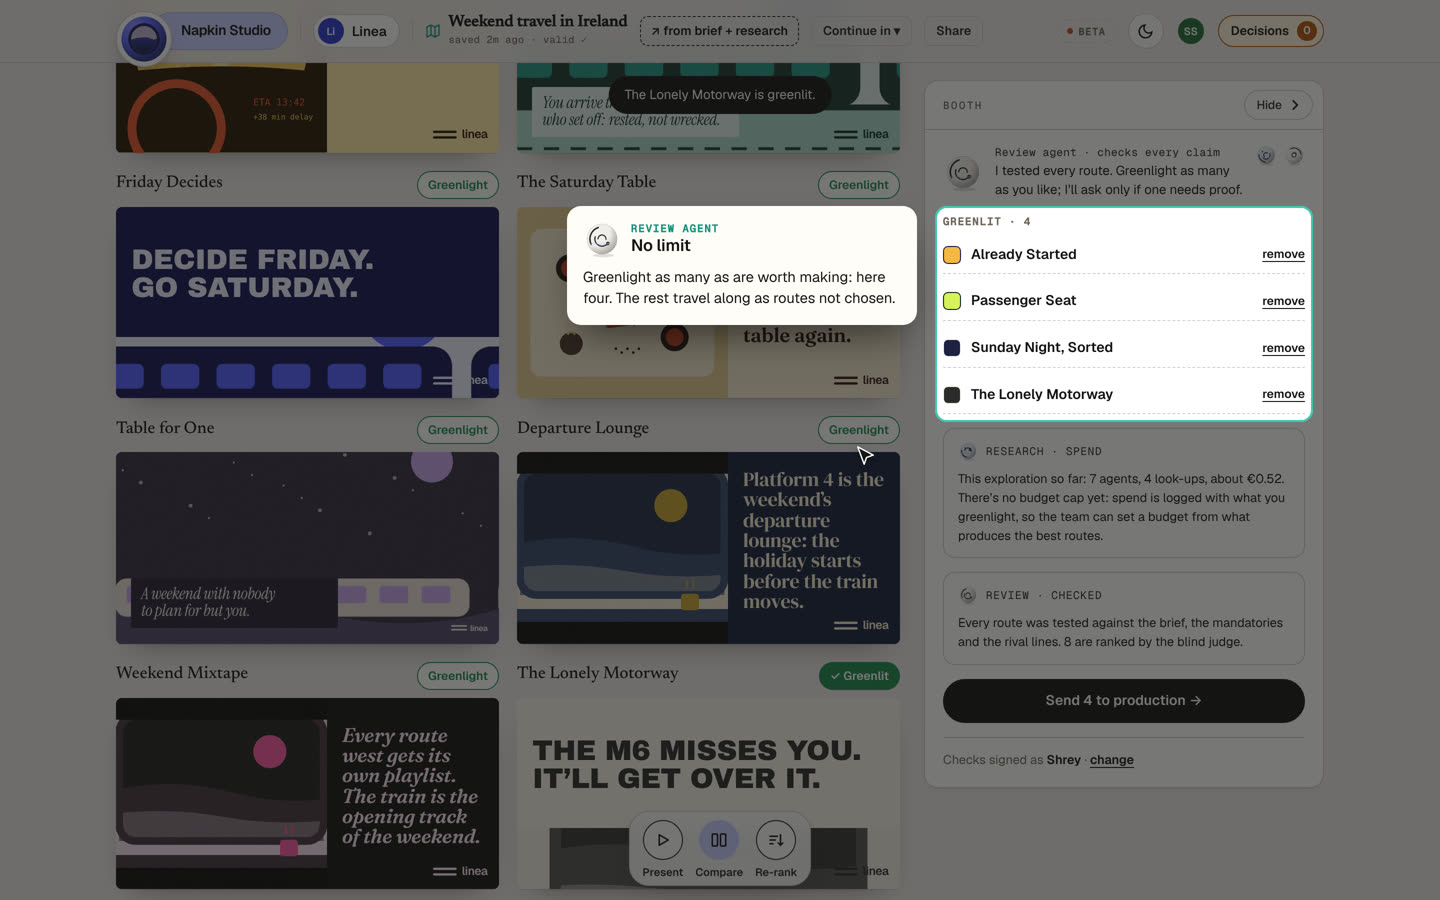 Napkin Studio
Li Linea
Weekend travel in Ireland
saved 2m ago · valid ✓
↗ from brief + research
Continue in ▾
Share
BETA
SS
Decisions 0
ETA 13:42
+38 min delay
linea
You arrive
who set off: rested, not wrecked.
linea
The Lonely Motorway is greenlit.
Friday Decides
Greenlight
The Saturday Table
Greenlight
DECIDE FRIDAY.
GO SATURDAY.
table again.
linea
REVIEW AGENT
No limit
Greenlight as many as are worth making: here
four. The rest travel along as routes not chosen.
Table for One
Greenlight
Departure Lounge
Greenlight
A weekend with nobody
to plan for but you.
linea
Platform 4 is the
weekend’s
departure
lounge: the
holiday starts
before the train
moves.
linea
Weekend Mixtape
Greenlight
The Lonely Motorway
✓ Greenlit
Every route
west gets its
own playlist.
The train is the
opening track
of the weekend.
linea
THE M6 MISSES YOU.
IT’LL GET OVER IT.
Present
Compare
Re-rank
BOOTH
Hide
Review agent · checks every claim
I tested every route. Greenlight as many
as you like; I’ll ask only if one needs proof.
GREENLIT · 4
Already Started
remove
Passenger Seat
remove
Sunday Night, Sorted
remove
The Lonely Motorway
remove
RESEARCH · SPEND
This exploration so far: 7 agents, 4 look-ups, about €0.52.
There’s no budget cap yet: spend is logged with what you
greenlight, so the team can set a budget from what
produces the best routes.
REVIEW · CHECKED
Every route was tested against the brief, the mandatories
and the rival lines. 8 are ranked by the blind judge.
Send 4 to production →
Checks signed as Shrey · change